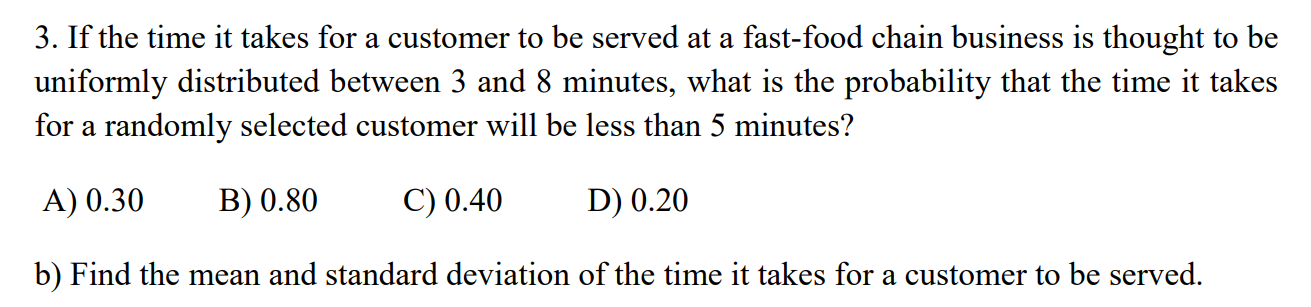 3. If the time it takes for a customer to be served at a fast-food chain business is thought to be
uniformly distributed between 3 and 8 minutes, what is the probability that the time it takes
for a randomly selected customer will be less than 5 minutes?
A) 0.30 B) 0.80 C) 0.40 D) 0.20
b) Find the mean and standard deviation of the time it takes for a customer to be served.